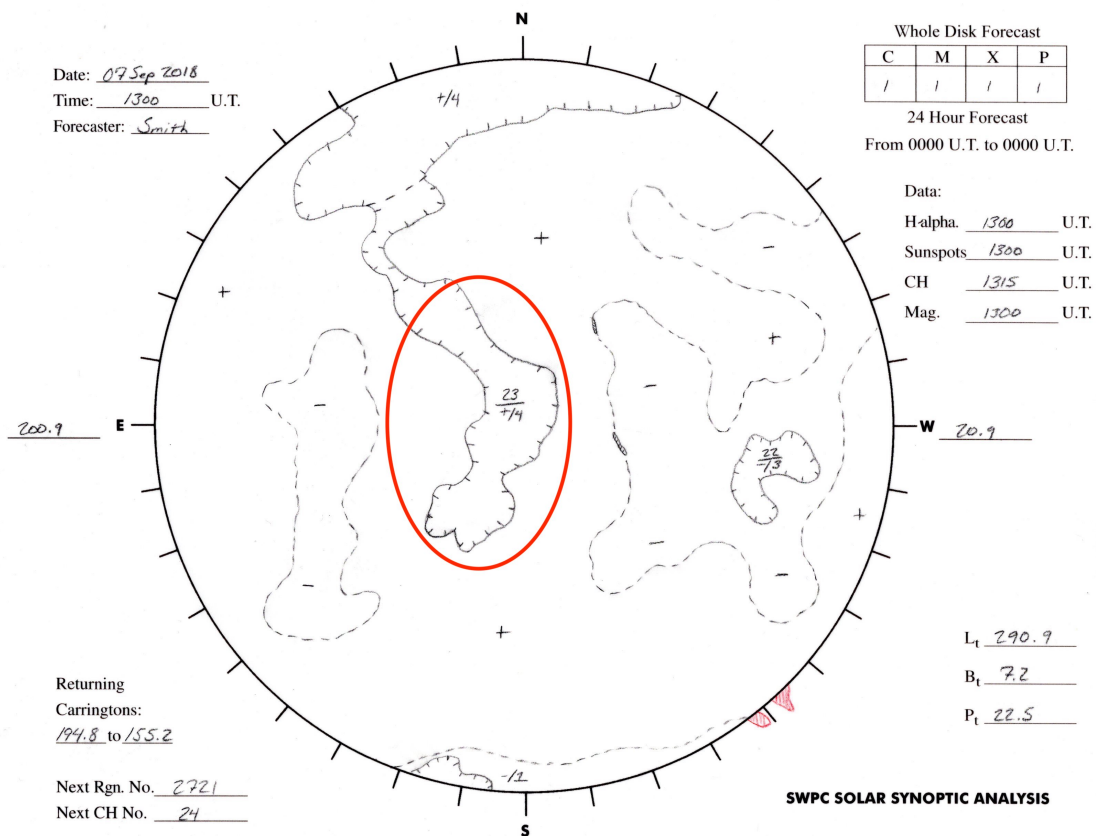 N
Date: 07 Sep 2018
Time: 1300 U.T.
Forecaster: Smith
Whole Disk Forecast
C M X P
1 1 1 1
24 Hour Forecast
From 0000 U.T. to 0000 U.T.
Data:
H-alpha. 1300 U.T.
Sunspots 1300 U.T.
CH 1315 U.T.
Mag. 1300 U.T.
+/4
+
-
+
+
-
-
23
+/4
200.9 E
W 20.9
22
-/3
+
-
-
-
+
Returning
Carringtons:
194.8 to 155.2
Next Rgn. No. 2721
Next CH No. 24
-/1
S
Lt 290.9
Bt 7.2
Pt 22.5
SWPC SOLAR SYNOPTIC ANALYSIS